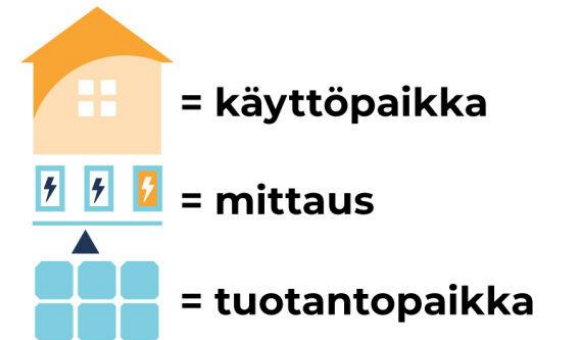 = käyttöpaikka
= mittaus
= tuotantopaikka